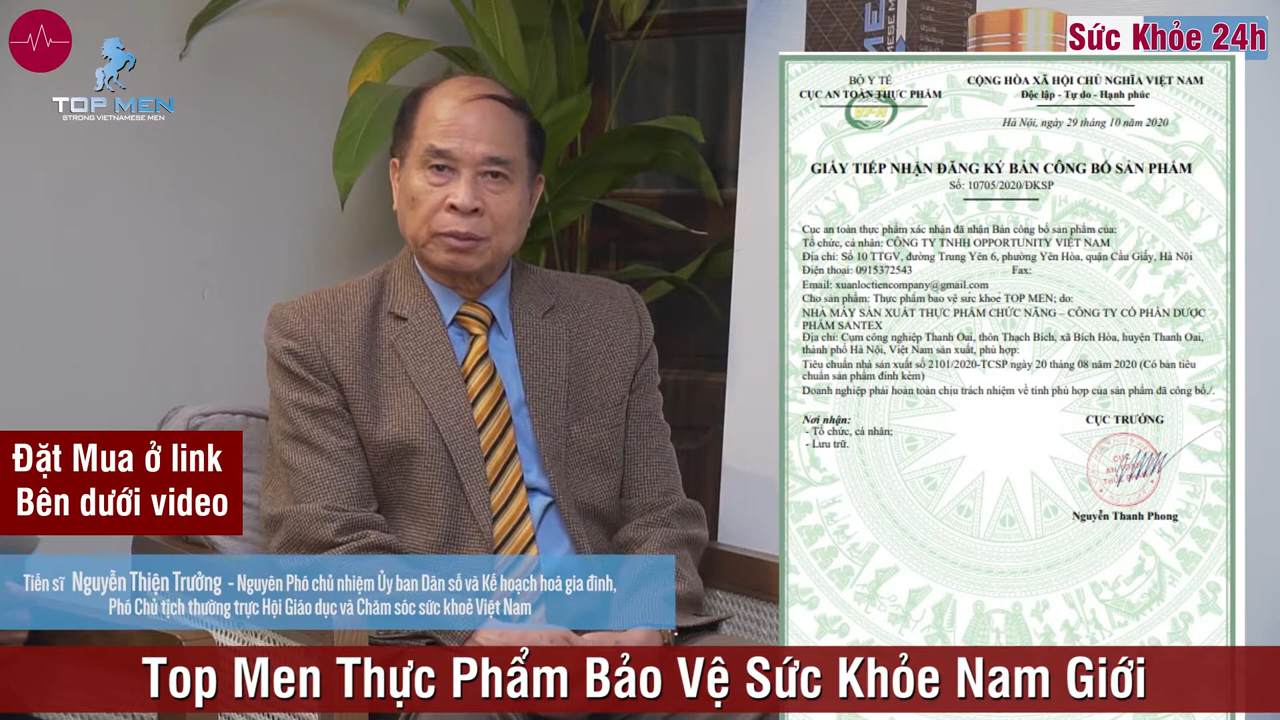 TOP MEN
STRONG VIETNAMESE MEN
Sức Khỏe 24h
BỘ Y TẾ
CỤC AN TOÀN THỰC PHẨM
CỘNG HÒA XÃ HỘI CHỦ NGHĨA VIỆT NAM
Độc lập - Tự do - Hạnh phúc
Hà Nội, ngày 29 tháng 10 năm 2020
GIẤY TIẾP NHẬN ĐĂNG KÝ BẢN CÔNG BỐ SẢN PHẨM
Số: 10705/2020/ĐKSP
Cục an toàn thực phẩm xác nhận đã nhận Bản công bố sản phẩm của:
Tổ chức, cá nhân: CÔNG TY TNHH OPPORTUNITY VIỆT NAM
Địa chỉ: Số 10 TTGV, đường Trung Yên 6, phường Yên Hòa, quận Cầu Giấy, Hà Nội
Điện thoại: 0915372543 Fax:
Email: xuanloctiencompany@gmail.com
Cho sản phẩm: Thực phẩm bảo vệ sức khoẻ TOP MEN; do:
NHÀ MÁY SẢN XUẤT THỰC PHẨM CHỨC NĂNG – CÔNG TY CỔ PHẦN DƯỢC
PHẨM SANTEX
Địa chỉ: Cụm công nghiệp Thanh Oai, thôn Thạch Bích, xã Bích Hòa, huyện Thanh Oai,
thành phố Hà Nội, Việt Nam sản xuất, phù hợp:
Tiêu chuẩn nhà sản xuất số 2101/2020-TCSP ngày 20 tháng 08 năm 2020 (Có bản tiêu
chuẩn sản phẩm đính kèm)
Doanh nghiệp phải hoàn toàn chịu trách nhiệm về tính phù hợp của sản phẩm đã công bố./.
Nơi nhận:
- Tổ chức, cá nhân;
- Lưu trữ.
CỤC TRƯỞNG
CỤC
AN TOÀN
Nguyễn Thanh Phong
Đặt Mua ở link
Bên dưới video
Tiến sĩ Nguyễn Thiện Trưởng - Nguyên Phó chủ nhiệm Ủy ban Dân số và Kế hoạch hoá gia đình,
Phó Chủ tịch thường trực Hội Giáo dục và Chăm sóc sức khoẻ Việt Nam
Top Men Thực Phẩm Bảo Vệ Sức Khỏe Nam Giới